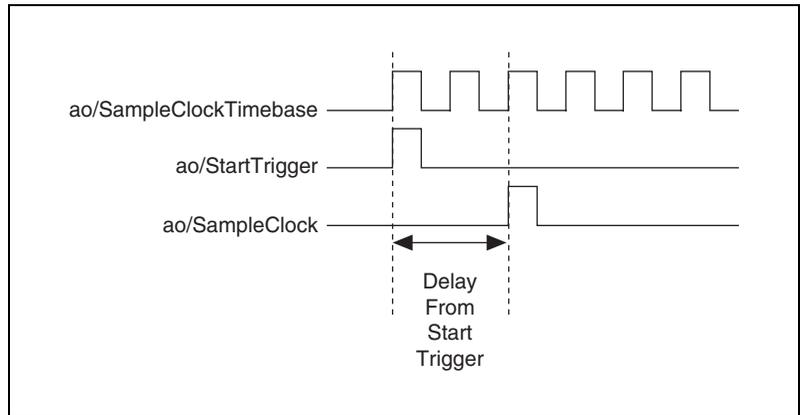 ao/SampleClockTimebase
ao/StartTrigger
ao/SampleClock
Delay
From
Start
Trigger